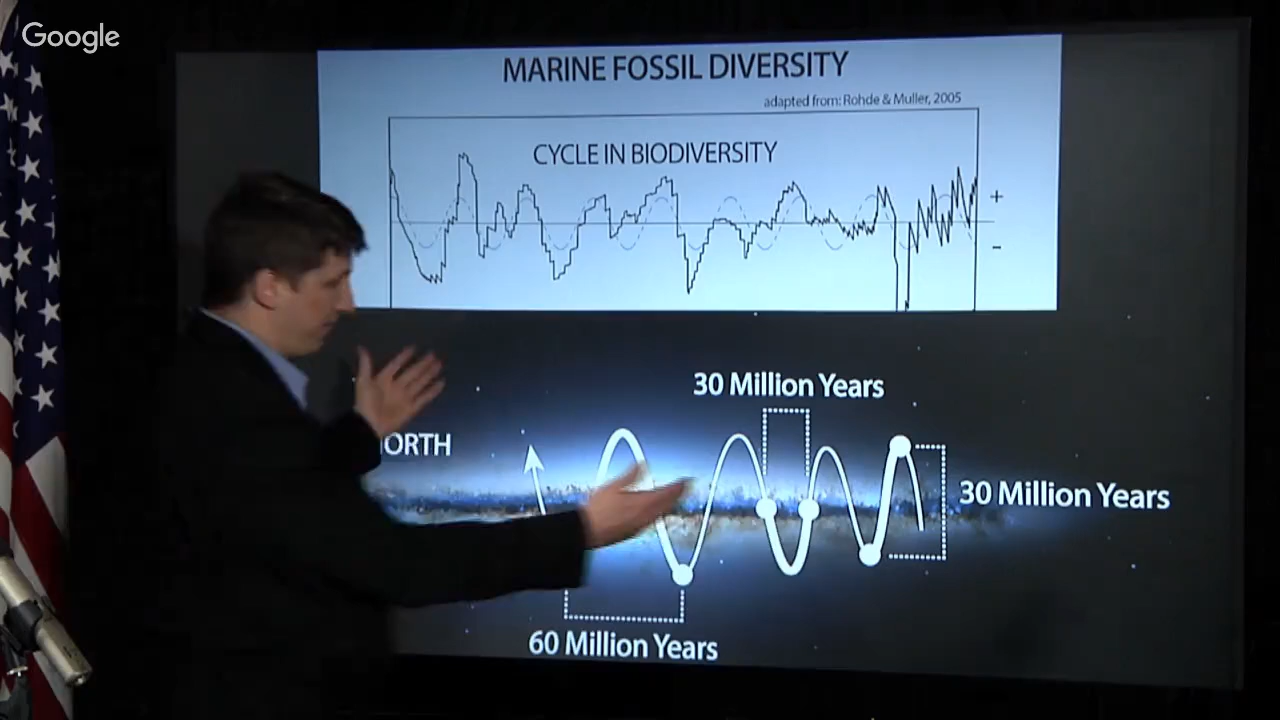 Google
MARINE FOSSIL DIVERSITY
adapted from: Rohde & Muller, 2005
CYCLE IN BIODIVERSITY
+
-
30 Million Years
ORTH
30 Million Years
60 Million Years